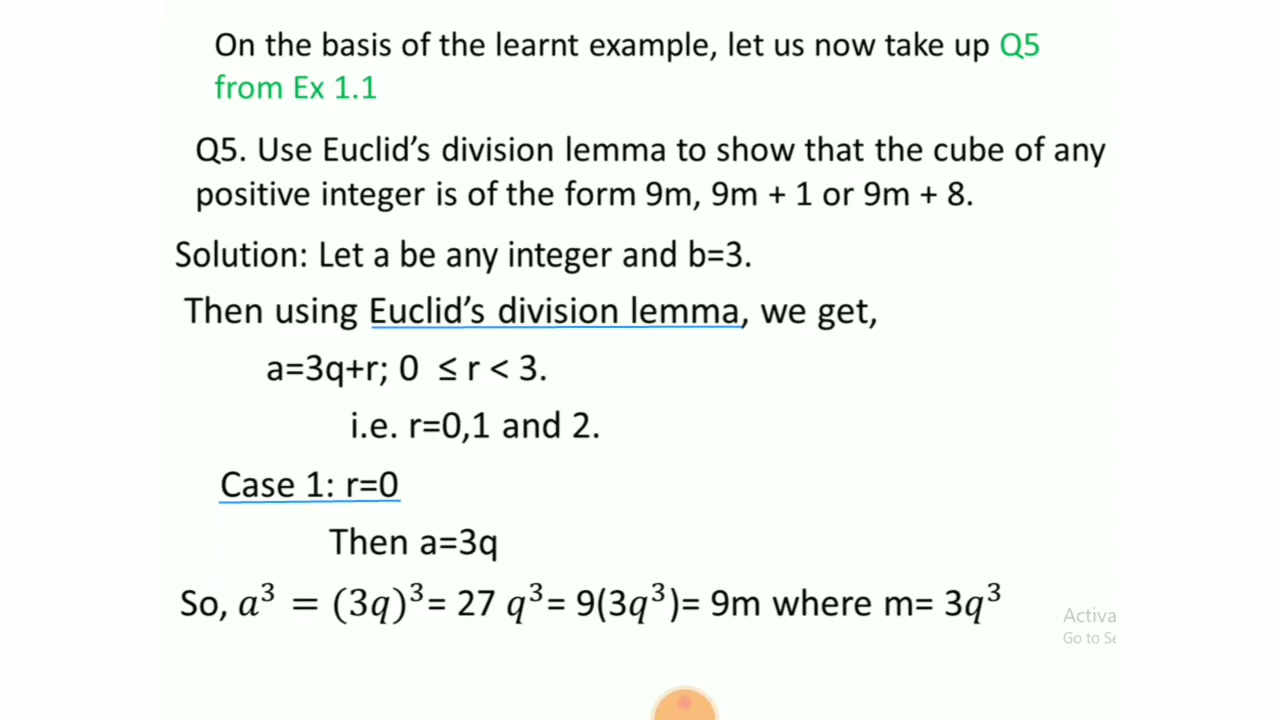 On the basis of the learnt example, let us now take up Q5
from Ex 1.1
Q5. Use Euclid’s division lemma to show that the cube of any
positive integer is of the form 9m, 9m + 1 or 9m + 8.
Solution: Let a be any integer and b=3.
Then using Euclid’s division lemma, we get,
a=3q+r; 0 ≤ r < 3.
i.e. r=0,1 and 2.
Case 1: r=0
Then a=3q
So, 𝑎³ = (3𝑞)³= 27 𝑞³= 9(3𝑞³)= 9m where m= 3𝑞³
Activa
Go to Se